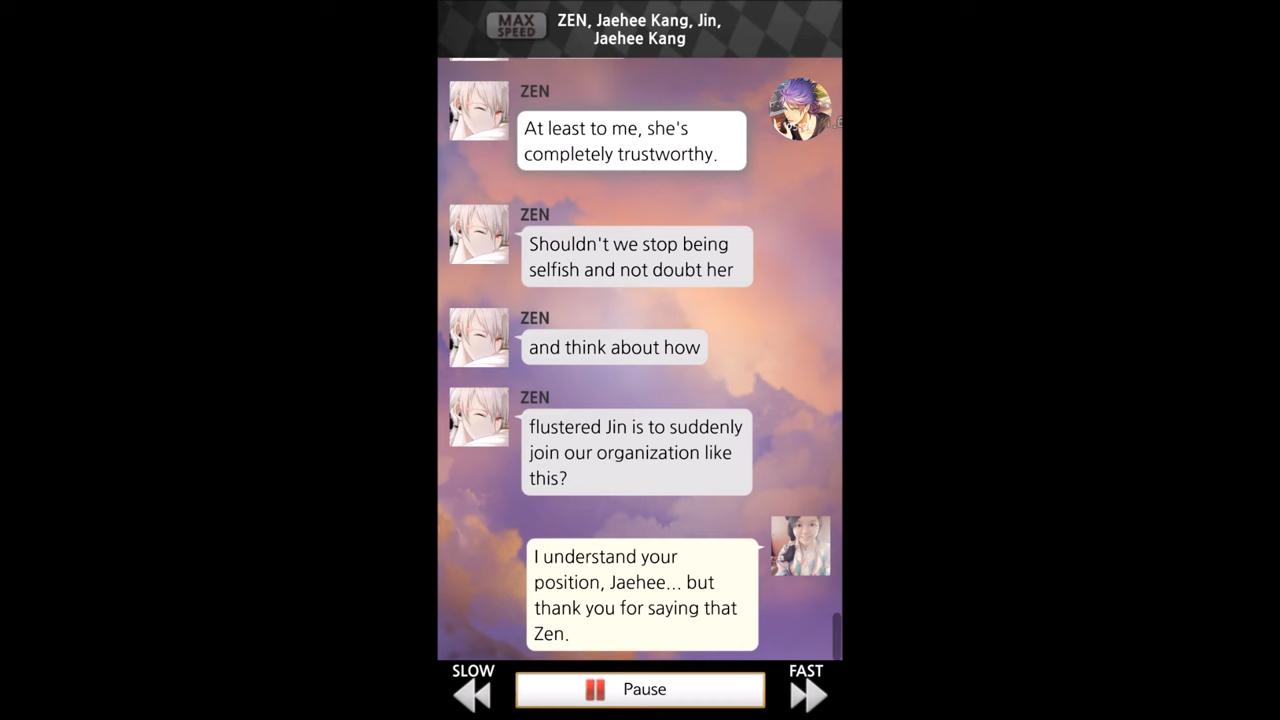 MAX
SPEED
ZEN, Jaehee Kang, Jin,
Jaehee Kang
ZEN
At least to me, she's
completely trustworthy.
ZEN
Shouldn't we stop being
selfish and not doubt her
ZEN
and think about how
ZEN
flustered Jin is to suddenly
join our organization like
this?
I understand your
position, Jaehee... but
thank you for saying that
Zen.
SLOW
Pause
FAST